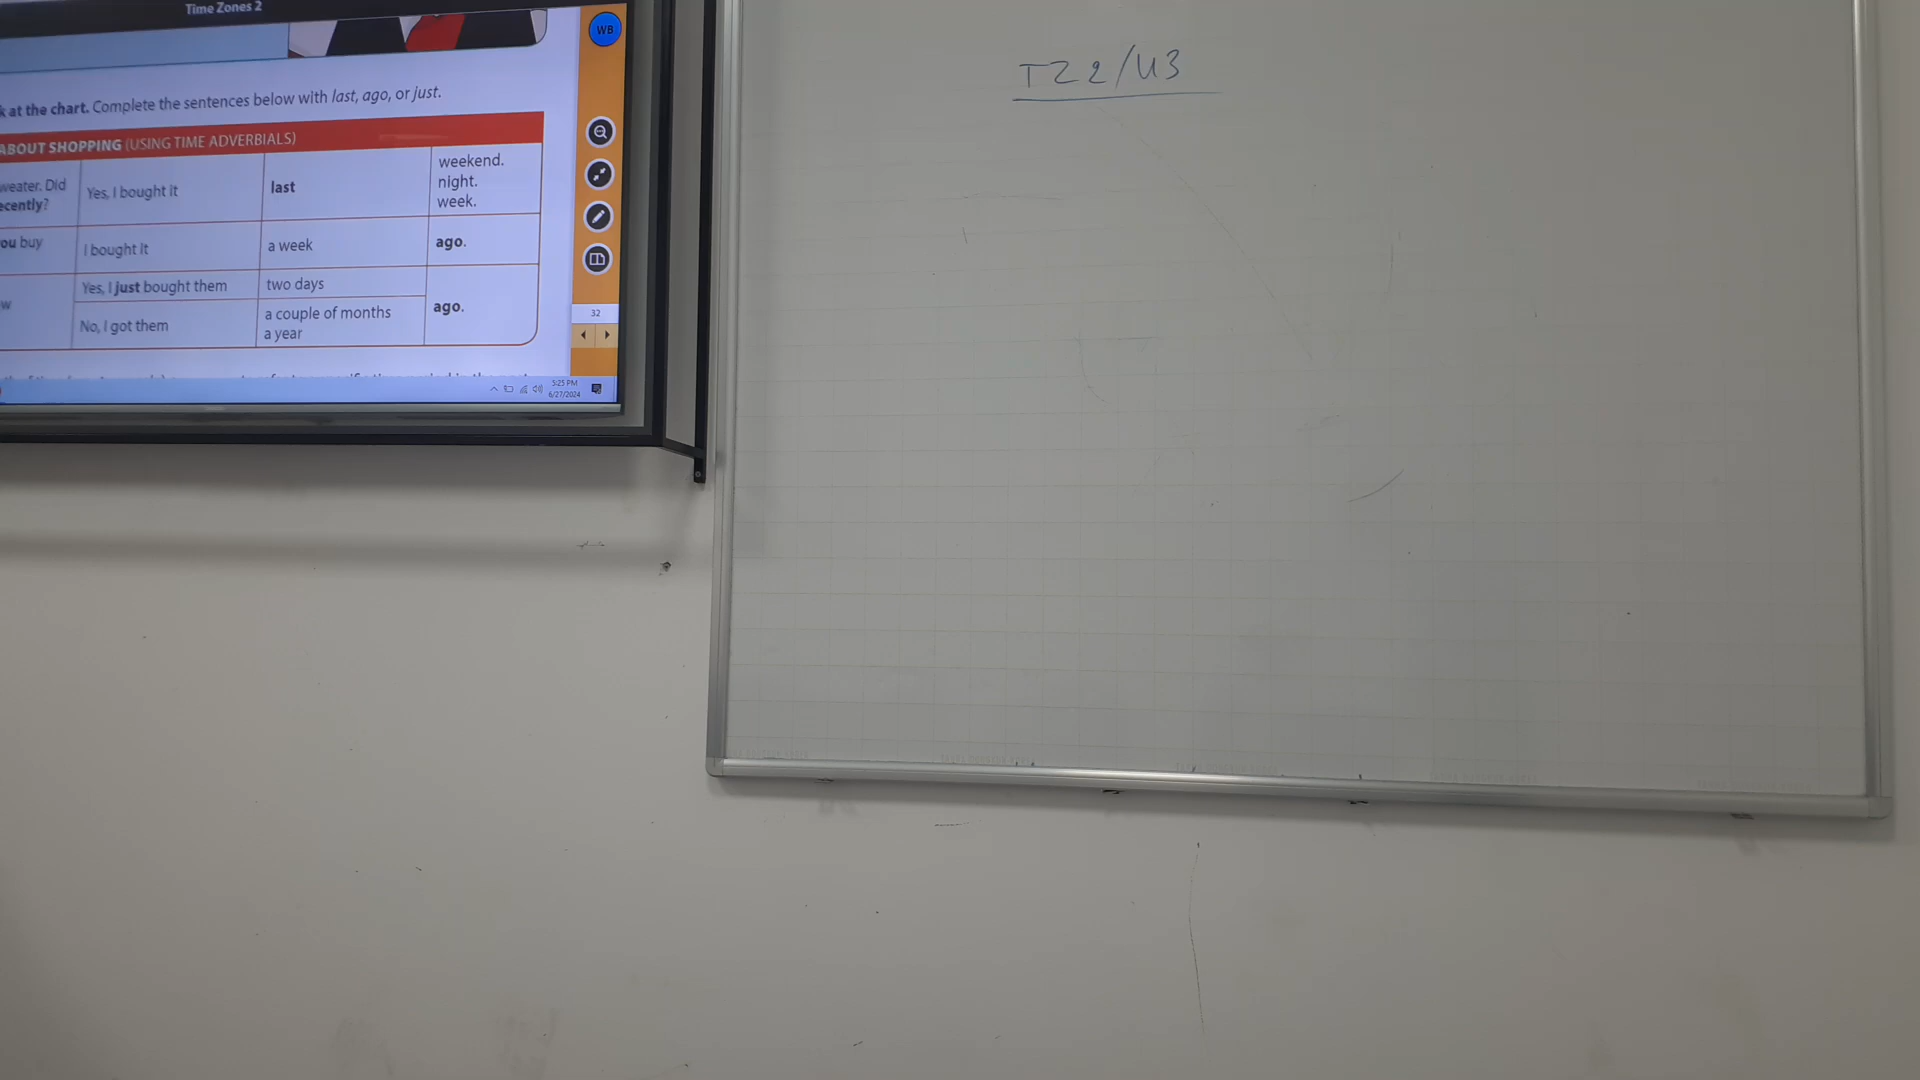 Time Zones 2
WB
k at the chart. Complete the sentences below with last, ago, or just.
ABOUT SHOPPING (USING TIME ADVERBIALS)
weater. Did
ecently?
Yes, I bought it
last
weekend.
night.
week.
ou buy
I bought it
a week
ago.
w
Yes, I just bought them
two days
No, I got them
a couple of months
a year
ago.
32
5:25 PM
6/27/2024
TZ 2/U3